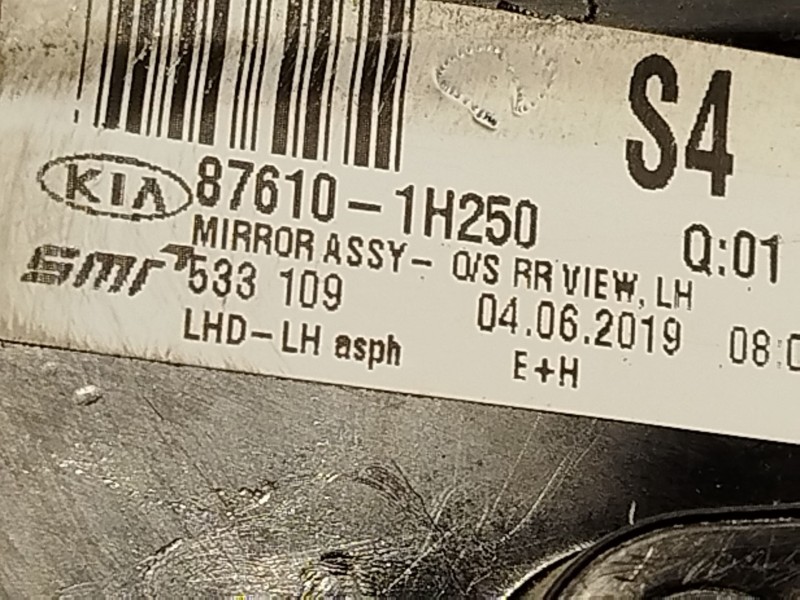 S4
KIA 87610-1H250
Q:01
MIRROR ASSY- O/S RR VIEW, LH
smr 533 109
04.06.2019
LHD-LH asph
E+H